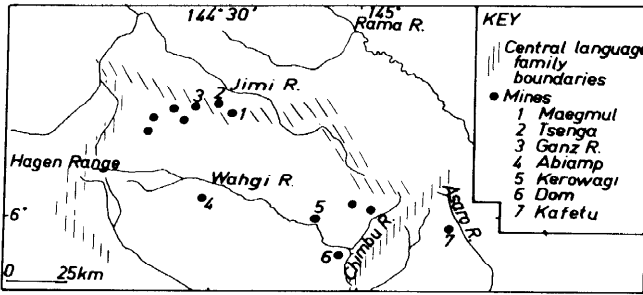 144°30'
145°
Rama R.
Jimi R.
3
2
1
Hagen Range
Wahgi R.
4
5
6°
6
Chimbu R.
Asaro R.
7
0 25km
KEY
Central language
family
boundaries
Mines
1 Maegmul
2 Tsenga
3 Ganz R.
4 Abiamp
5 Kerowagi
6 Dom
7 Kafetu